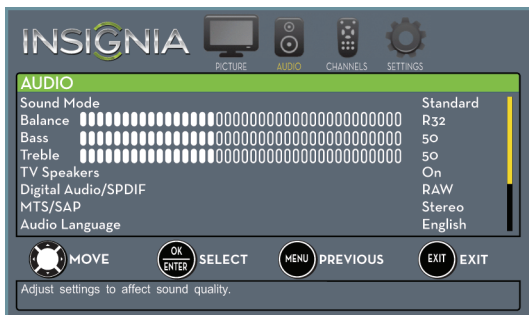 INSIGNIA
PICTURE AUDIO CHANNELS SETTINGS
AUDIO
Sound Mode Standard
Balance R32
Bass 50
Treble 50
TV Speakers On
Digital Audio/SPDIF RAW
MTS/SAP Stereo
Audio Language English
MOVE OK ENTER SELECT MENU PREVIOUS EXIT EXIT
Adjust settings to affect sound quality.